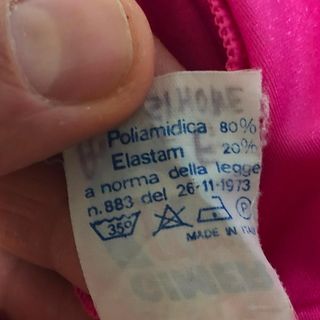 Poliamidica 80%
Elastam 20%
a norma della legge
n. 883 del 26-11-1973
35°
P
MADE IN ITALY